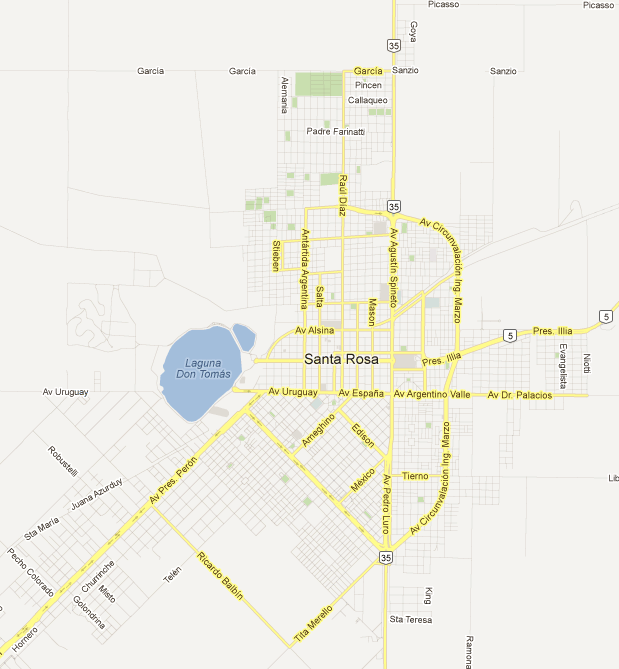 Picasso
Picasso
Goya
35
García
García
García
Sanzio
Sanzio
Alemania
Pincen
Callaqueo
Padre Farinatti
Raúl Díaz
35
Av Circunvalación Ing. Marzo
Antártida Argentina
Stieben
Av Agustín Spineto
Salta
Mason
5
5
Pres. Illia
Av Alsina
Santa Rosa
Pres. Illia
Evangelista
Niotti
Laguna
Don Tomás
Av Uruguay
Av Uruguay
Av España
Av Argentino Valle
Av Dr. Palacios
Ameghino
Edison
Av Circunvalación Ing. Marzo
Robustelli
Av Pres. Perón
Juana Azurduy
México
Tierno
Lib
Sta María
Av Pedro Luro
Pecho Colorado
Churrinche
Misto
Golondrina
Telén
Ricardo Balbín
35
Hornero
Tita Merello
King
Sta Teresa
Ramona